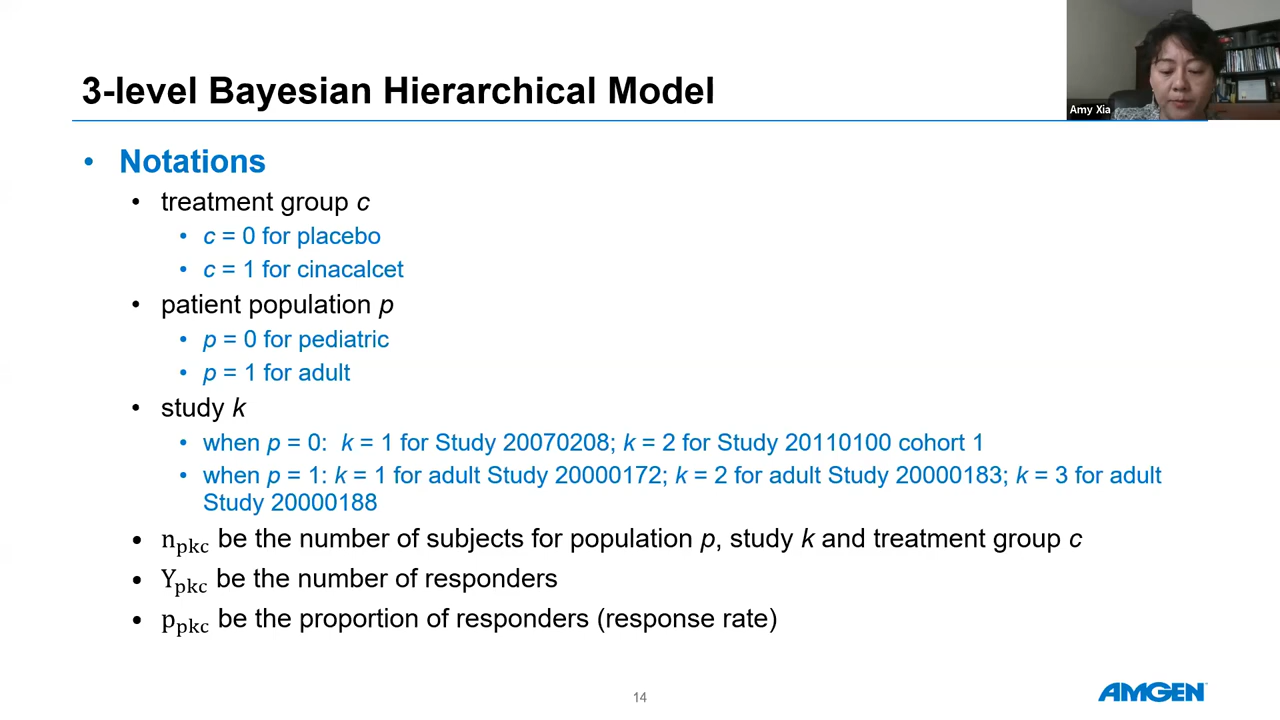 3-level Bayesian Hierarchical Model
Amy Xia
• Notations
• treatment group c
• c = 0 for placebo
• c = 1 for cinacalcet
• patient population p
• p = 0 for pediatric
• p = 1 for adult
• study k
• when p = 0: k = 1 for Study 20070208; k = 2 for Study 20110100 cohort 1
• when p = 1: k = 1 for adult Study 20000172; k = 2 for adult Study 20000183; k = 3 for adult
Study 20000188
• n_pkc be the number of subjects for population p, study k and treatment group c
• Y_pkc be the number of responders
• p_pkc be the proportion of responders (response rate)
14
AMGEN